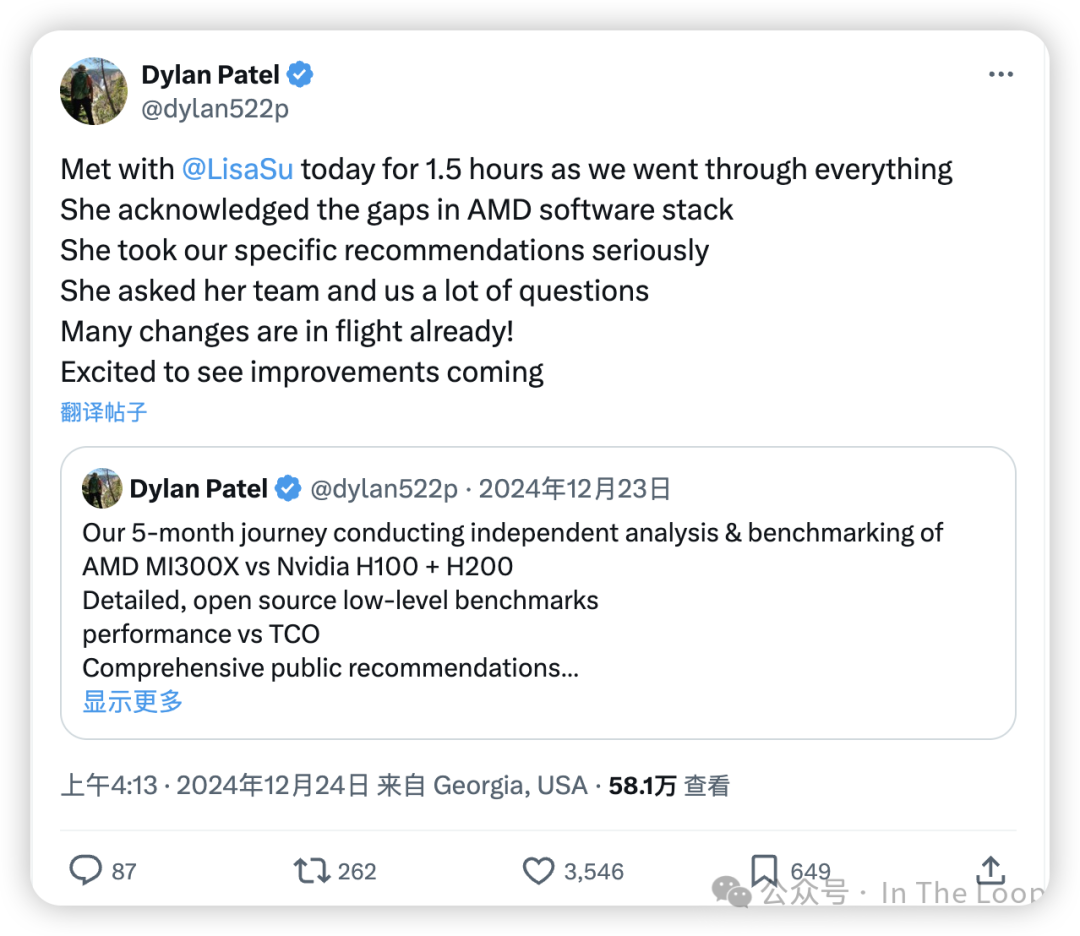 Dylan Patel
@dylan522p
Met with @LisaSu today for 1.5 hours as we went through everything
She acknowledged the gaps in AMD software stack
She took our specific recommendations seriously
She asked her team and us a lot of questions
Many changes are in flight already!
Excited to see improvements coming
翻译帖子
Dylan Patel @dylan522p · 2024年12月23日
Our 5-month journey conducting independent analysis & benchmarking of
AMD MI300X vs Nvidia H100 + H200
Detailed, open source low-level benchmarks
performance vs TCO
Comprehensive public recommendations...
显示更多
上午4:13 · 2024年12月24日 来自 Georgia, USA · 58.1万 查看
87 262 3,546 649
公众号 · In The Loop